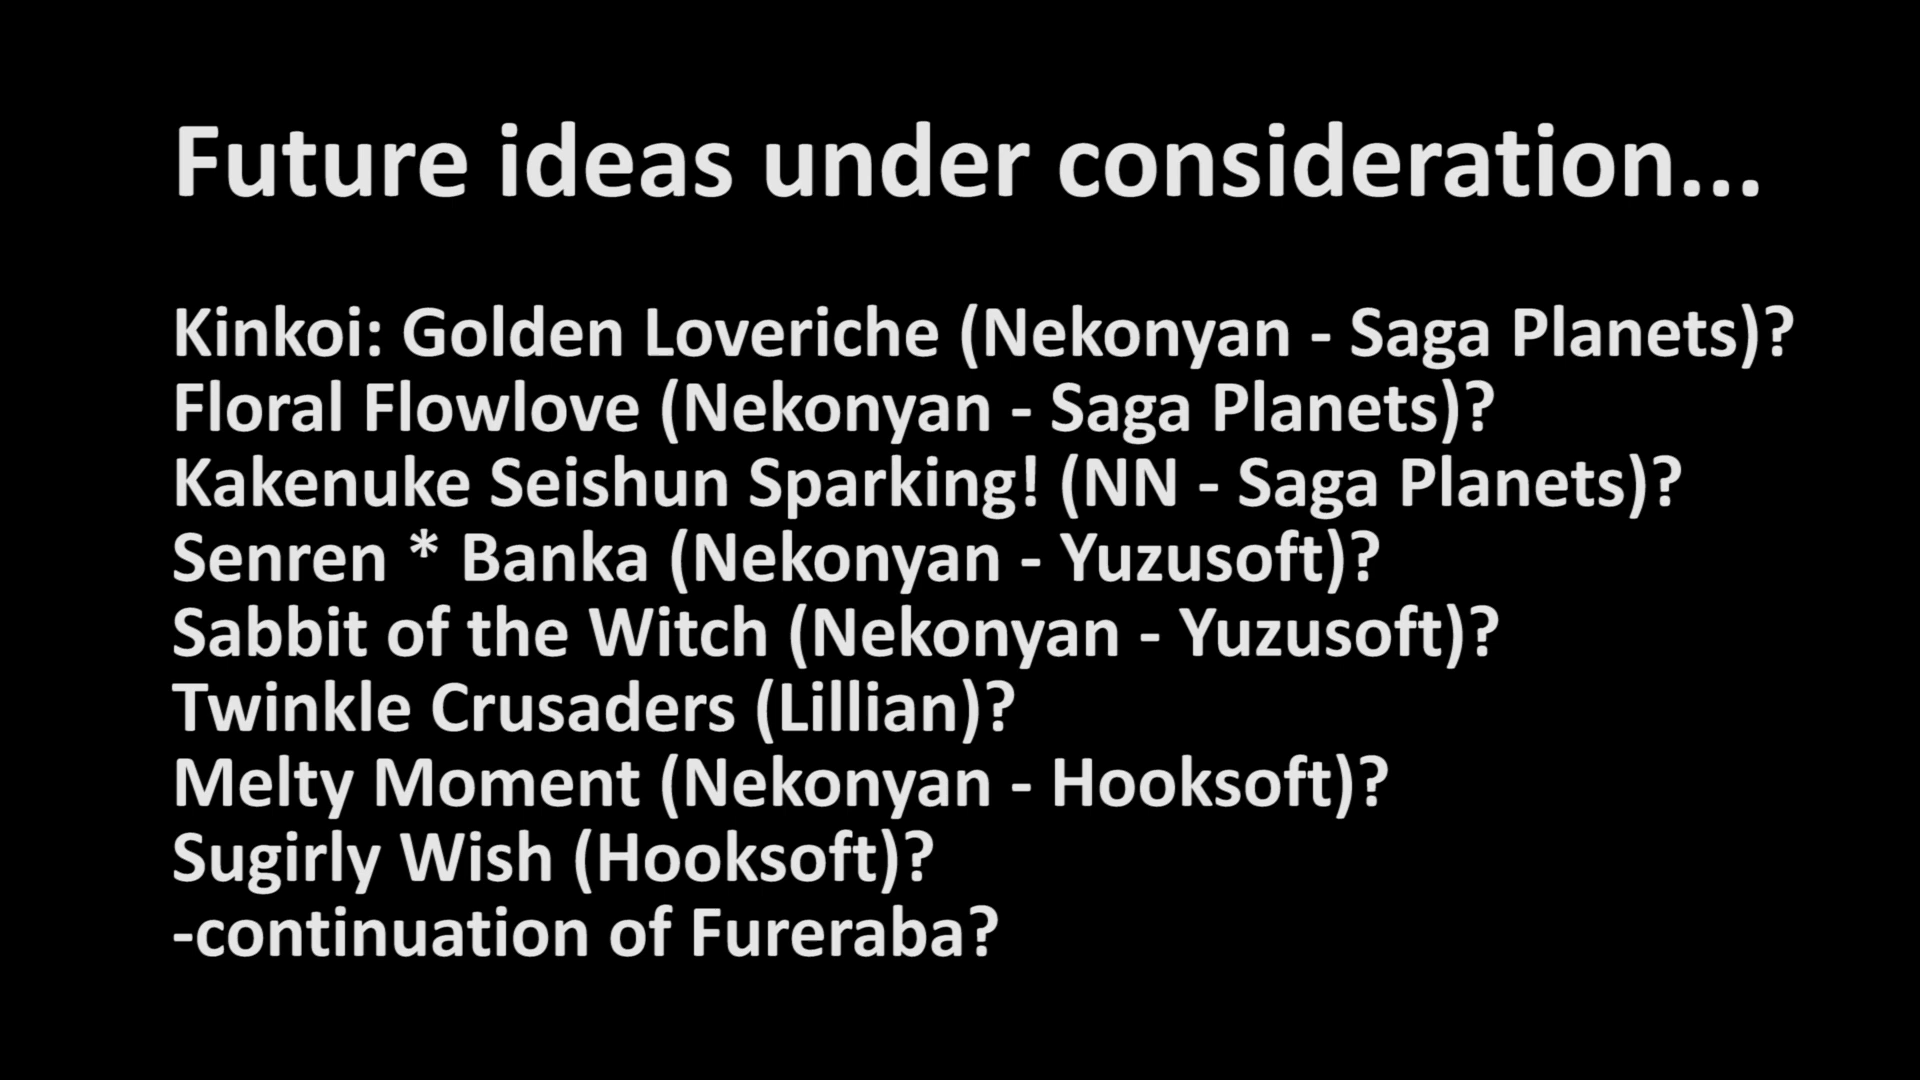 Future ideas under consideration...
Kinkoi: Golden Loveriche (Nekonyan - Saga Planets)?
Floral Flowlove (Nekonyan - Saga Planets)?
Kakenuke Seishun Sparking! (NN - Saga Planets)?
Senren * Banka (Nekonyan - Yuzusoft)?
Sabbit of the Witch (Nekonyan - Yuzusoft)?
Twinkle Crusaders (Lillian)?
Melty Moment (Nekonyan - Hooksoft)?
Sugirly Wish (Hooksoft)?
-continuation of Fureraba?